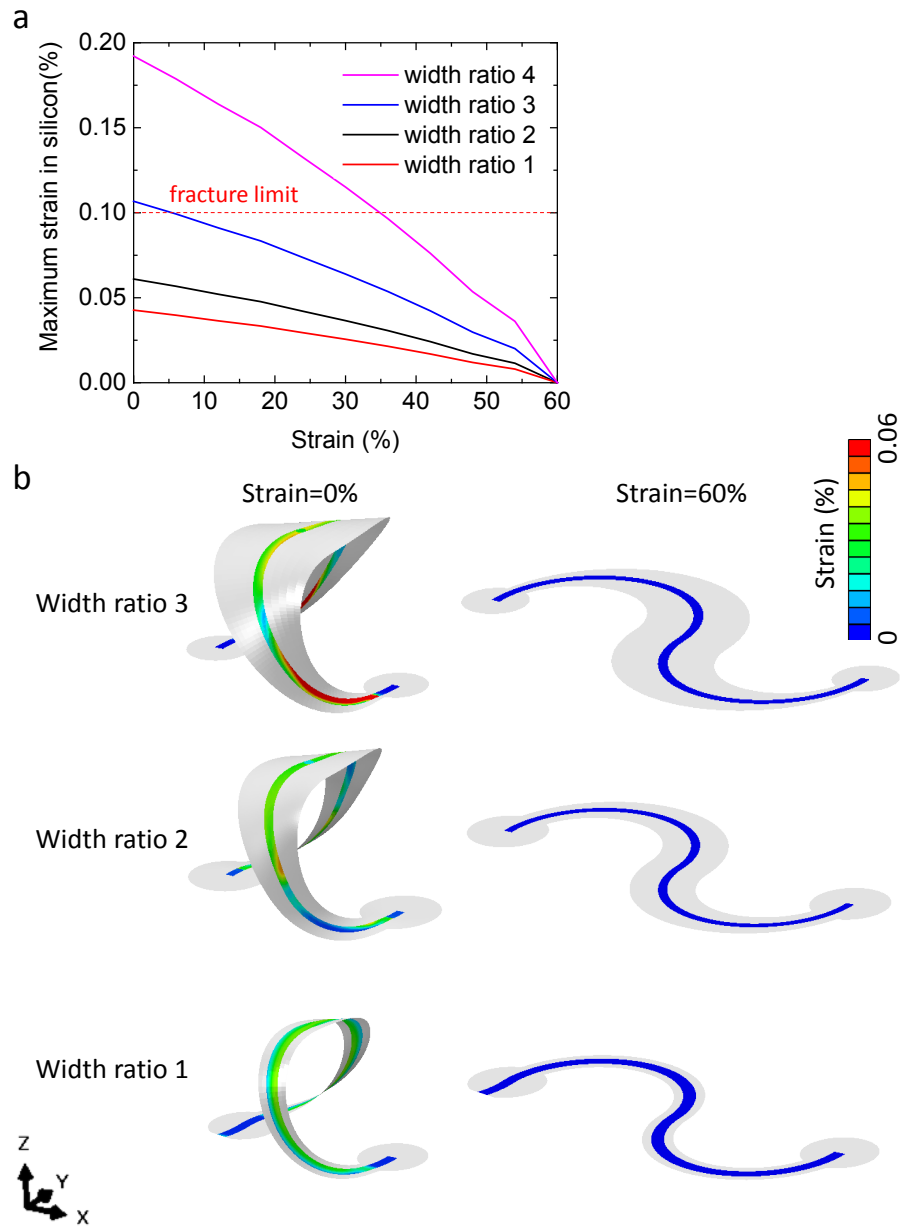 a
Maximum strain in silicon(%)
0.20
0.15
0.10
0.05
0.00
width ratio 4
width ratio 3
width ratio 2
width ratio 1
fracture limit
0 10 20 30 40 50 60
Strain (%)
b
Strain=0% Strain=60%
Strain (%)
0.06
0
Width ratio 3
Width ratio 2
Width ratio 1
Z
Y
X